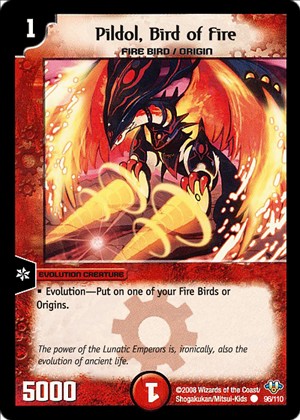 1
Pildol, Bird of Fire
FIRE BIRD / ORIGIN
EVOLUTION CREATURE
▪ Evolution—Put on one of your Fire Birds or
Origins.
The power of the Lunatic Emperors is, ironically, also the
evolution of ancient life.
5000
1
©2008 Wizards of the Coast/
Shogakukan/Mitsui-Kids
96/110